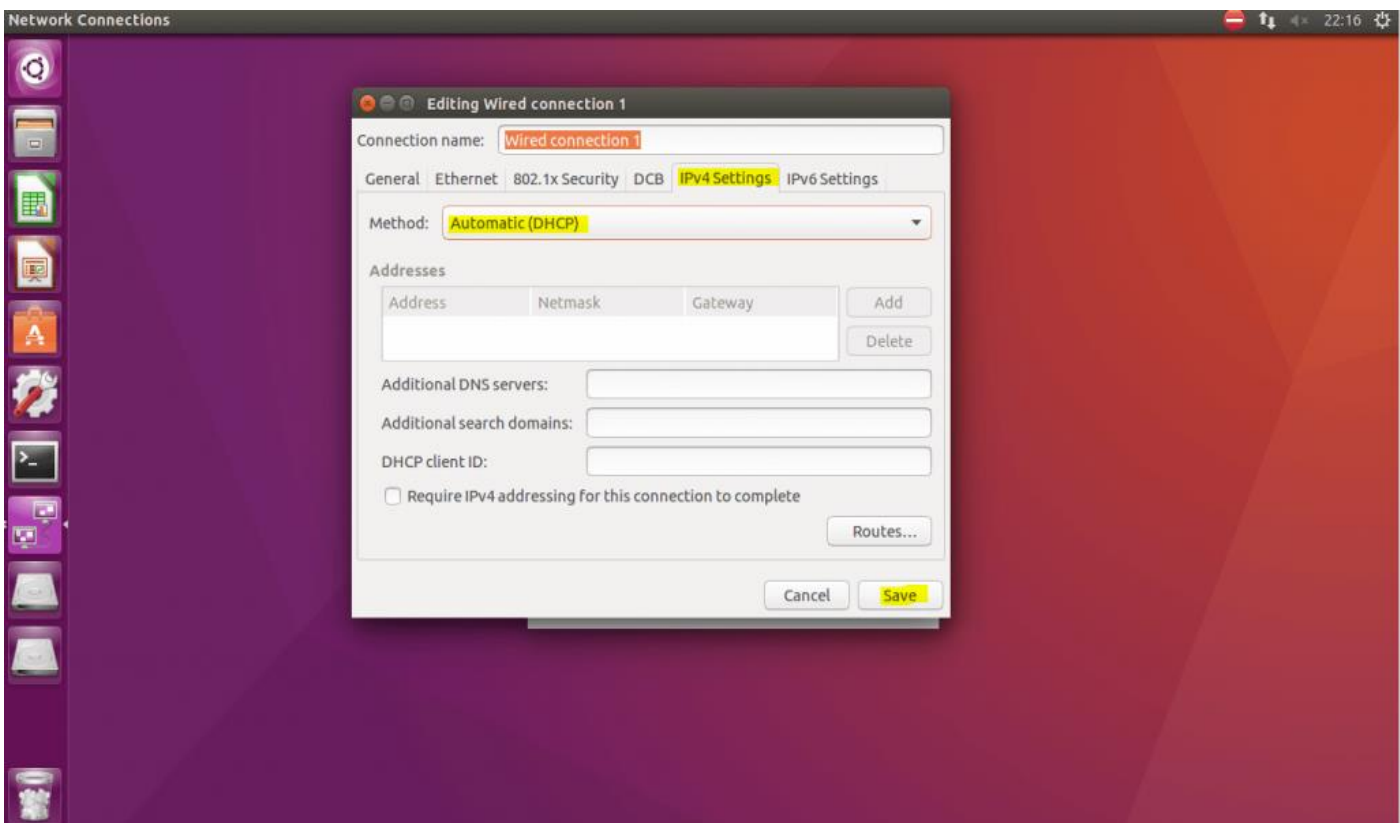 Network Connections 22:16
Editing Wired connection 1
Connection name: Wired connection 1
General Ethernet 802.1x Security DCB IPv4 Settings IPv6 Settings
Method: Automatic (DHCP)
Addresses
Address Netmask Gateway Add
Delete
Additional DNS servers:
Additional search domains:
DHCP client ID:
Require IPv4 addressing for this connection to complete
Routes...
Cancel Save